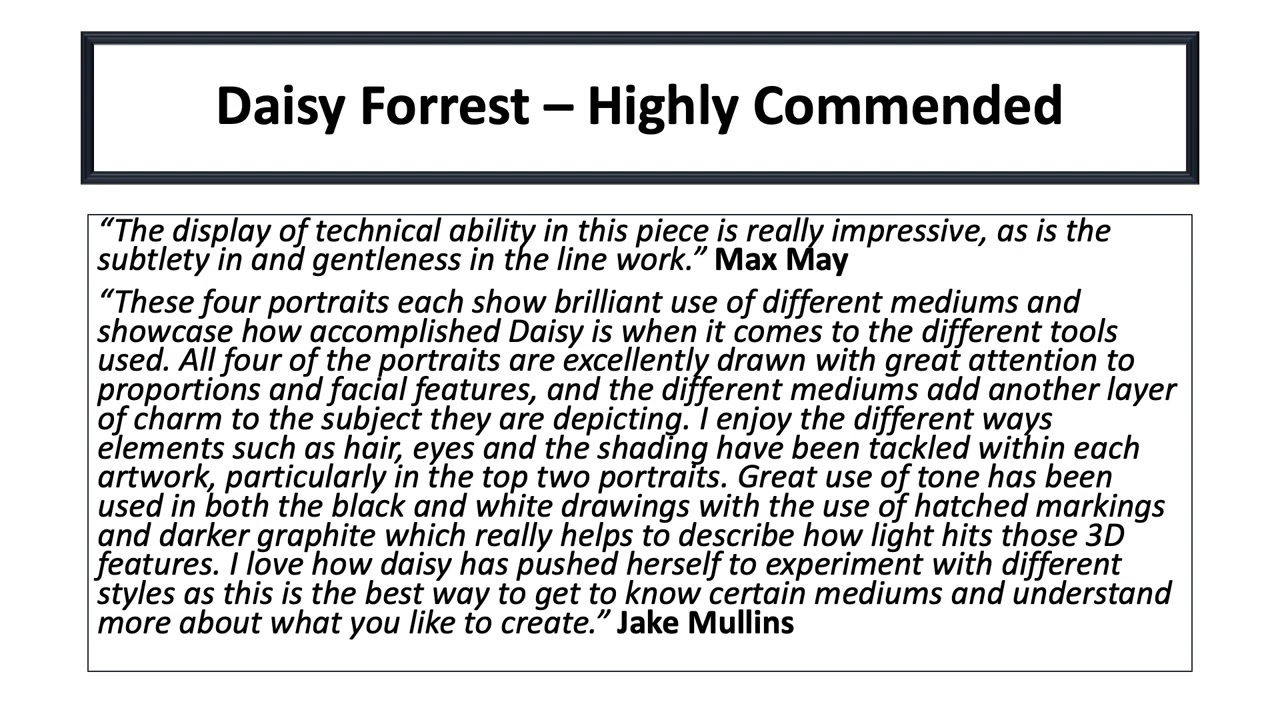 Daisy Forrest – Highly Commended
“The display of technical ability in this piece is really impressive, as is the
subtlety in and gentleness in the line work.” Max May
“These four portraits each show brilliant use of different mediums and
showcase how accomplished Daisy is when it comes to the different tools
used. All four of the portraits are excellently drawn with great attention to
proportions and facial features, and the different mediums add another layer
of charm to the subject they are depicting. I enjoy the different ways
elements such as hair, eyes and the shading have been tackled within each
artwork, particularly in the top two portraits. Great use of tone has been
used in both the black and white drawings with the use of hatched markings
and darker graphite which really helps to describe how light hits those 3D
features. I love how daisy has pushed herself to experiment with different
styles as this is the best way to get to know certain mediums and understand
more about what you like to create.” Jake Mullins